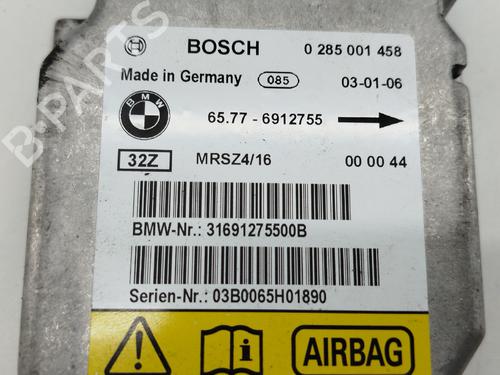 BOSCH 0 285 001 458
Made in Germany 085 03-01-06
BMW 65.77 - 6912755
32Z MRSZ4/16 00 00 44
BMW-Nr.: 31691275500B
Serien-Nr.: 03B0065H01890
AIRBAG
B-PARTS